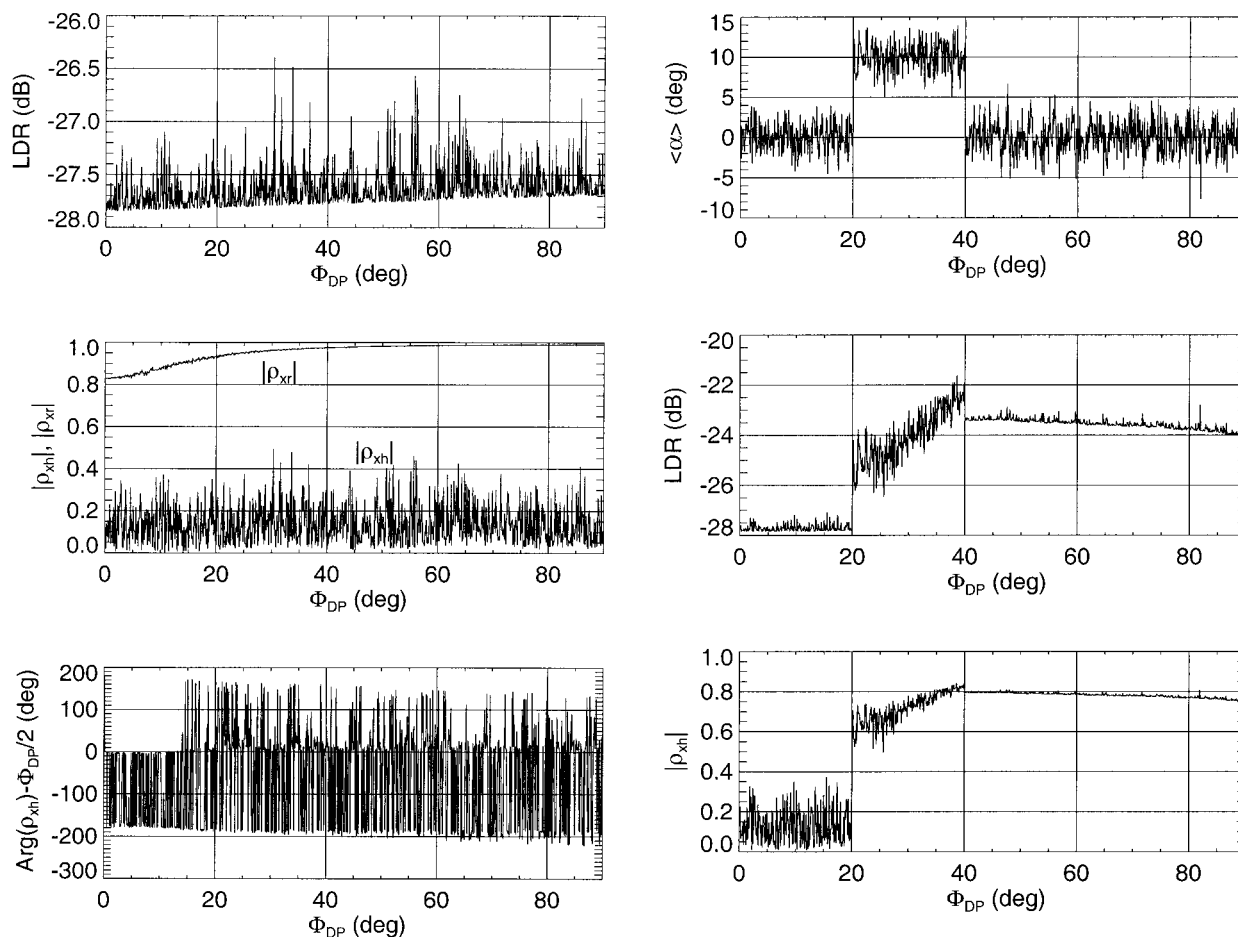 LDR (dB)
-26.0
-26.5
-27.0
-27.5
-28.0
0 20 40 60 80
Φ_DP (deg)
|ρ_xh|, |ρ_xr|
1.0
0.8
0.6
0.4
0.2
0.0
|ρ_xr|
|ρ_xh|
0 20 40 60 80
Φ_DP (deg)
Arg(ρ_xh)-Φ_DP/2 (deg)
200
100
0
-100
-200
-300
0 20 40 60 80
Φ_DP (deg)
<α> (deg)
15
10
5
0
-5
-10
0 20 40 60 80
Φ_DP (deg)
LDR (dB)
-20
-22
-24
-26
-28
0 20 40 60 80
Φ_DP (deg)
|ρ_xh|
1.0
0.8
0.6
0.4
0.2
0.0
0 20 40 60 80
Φ_DP (deg)